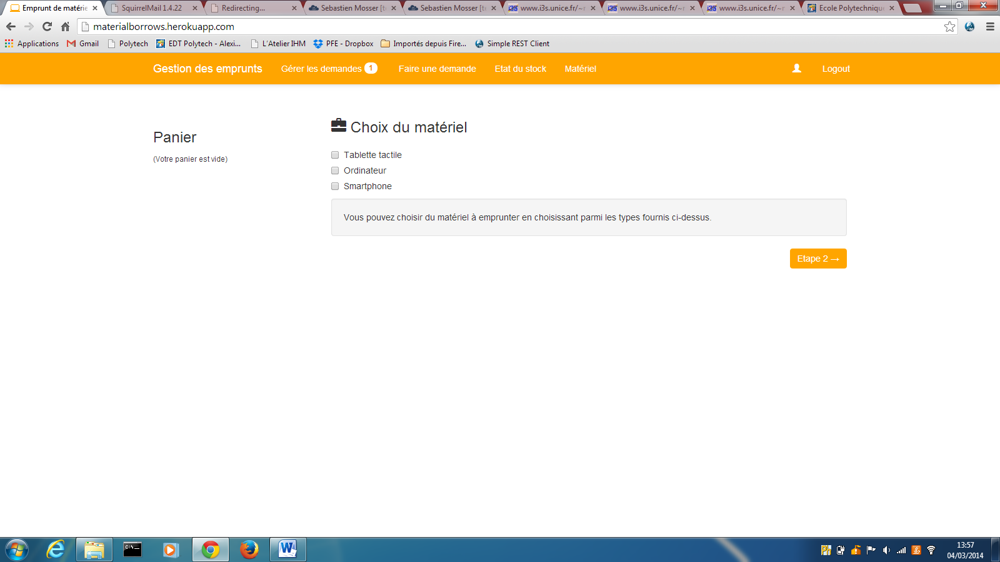 Emprunt de matérie
SquirrelMail 1.4.22
Redirecting...
Sebastien Mosser [t
Sebastien Mosser [t
www.i3s.unice.fr/~r
www.i3s.unice.fr/~r
www.i3s.unice.fr/~r
Ecole Polytechnique
materialborrows.herokuapp.com
Applications
Gmail
Polytech
EDT Polytech - Alexi...
L'Atelier IHM
PFE - Dropbox
Importés depuis Fire...
Simple REST Client
Gestion des emprunts
Gérer les demandes 1
Faire une demande
Etat du stock
Matériel
Logout
Panier
(Votre panier est vide)
Choix du matériel
Tablette tactile
Ordinateur
Smartphone
Vous pouvez choisir du matériel à emprunter en choisissant parmi les types fournis ci-dessus.
Etape 2 →
13:57
04/03/2014